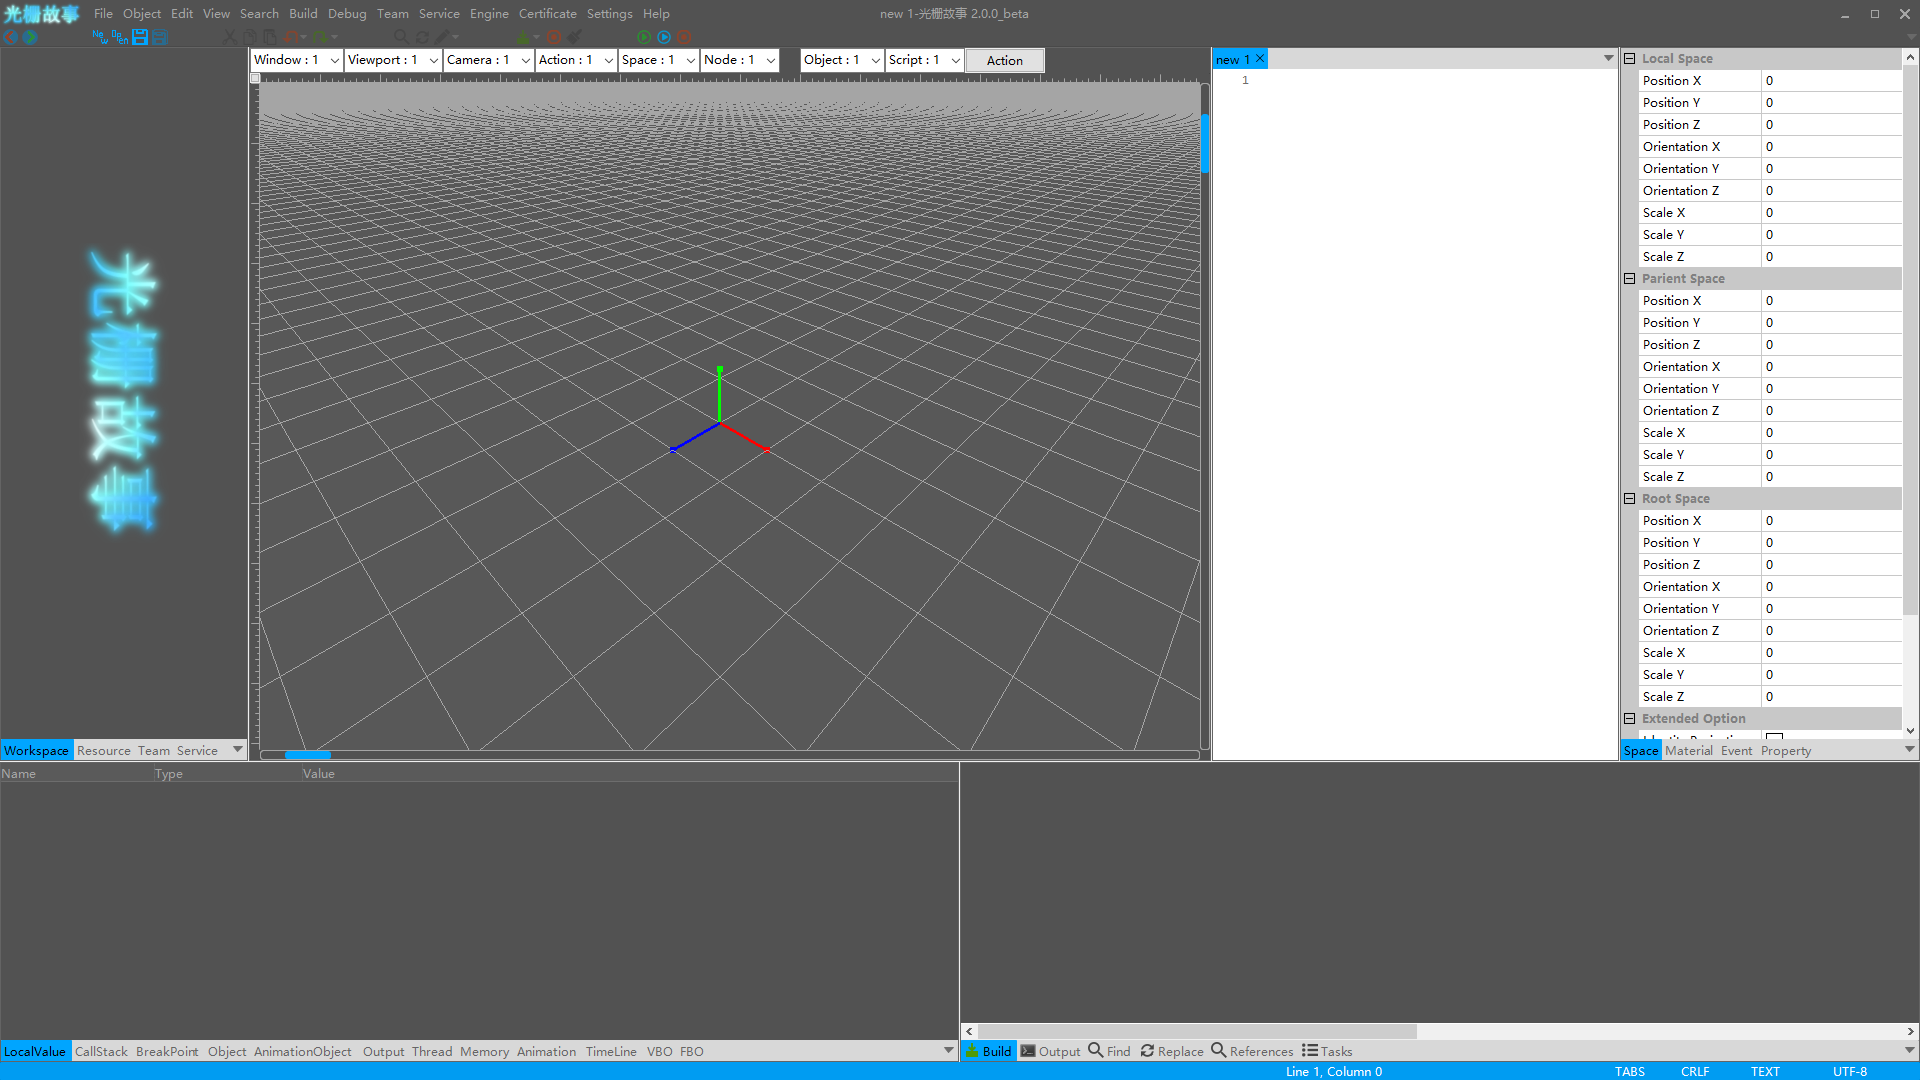 光栅故事 File Object Edit View Search Build Debug Team Service Engine Certificate Settings Help new 1-光栅故事 2.0.0_beta
New Open
Window : 1 Viewport : 1 Camera : 1 Action : 1 Space : 1 Node : 1 Object : 1 Script : 1 Action
new 1
1
光栅故事
Local Space
Position X 0
Position Y 0
Position Z 0
Orientation X 0
Orientation Y 0
Orientation Z 0
Scale X 0
Scale Y 0
Scale Z 0
Parient Space
Position X 0
Position Y 0
Position Z 0
Orientation X 0
Orientation Y 0
Orientation Z 0
Scale X 0
Scale Y 0
Scale Z 0
Root Space
Position X 0
Position Y 0
Position Z 0
Orientation X 0
Orientation Y 0
Orientation Z 0
Scale X 0
Scale Y 0
Scale Z 0
Extended Option
Workspace Resource Team Service
Space Material Event Property
Name Type Value
LocalValue CallStack BreakPoint Object AnimationObject Output Thread Memory Animation TimeLine VBO FBO
Build Output Find Replace References Tasks
Line 1, Column 0 TABS CRLF TEXT UTF-8